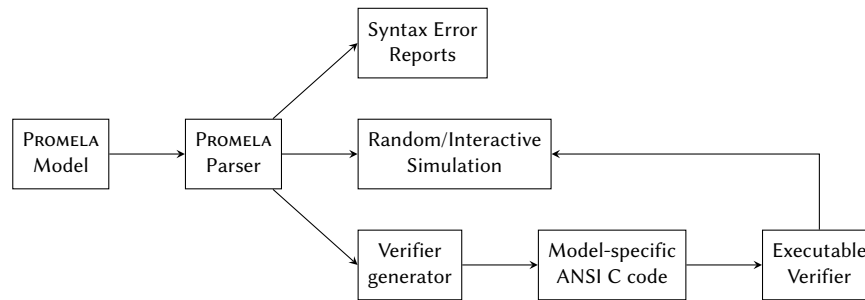 Syntax Error
Reports
PROMELA
Model
PROMELA
Parser
Random/Interactive
Simulation
Verifier
generator
Model-specific
ANSI C code
Executable
Verifier